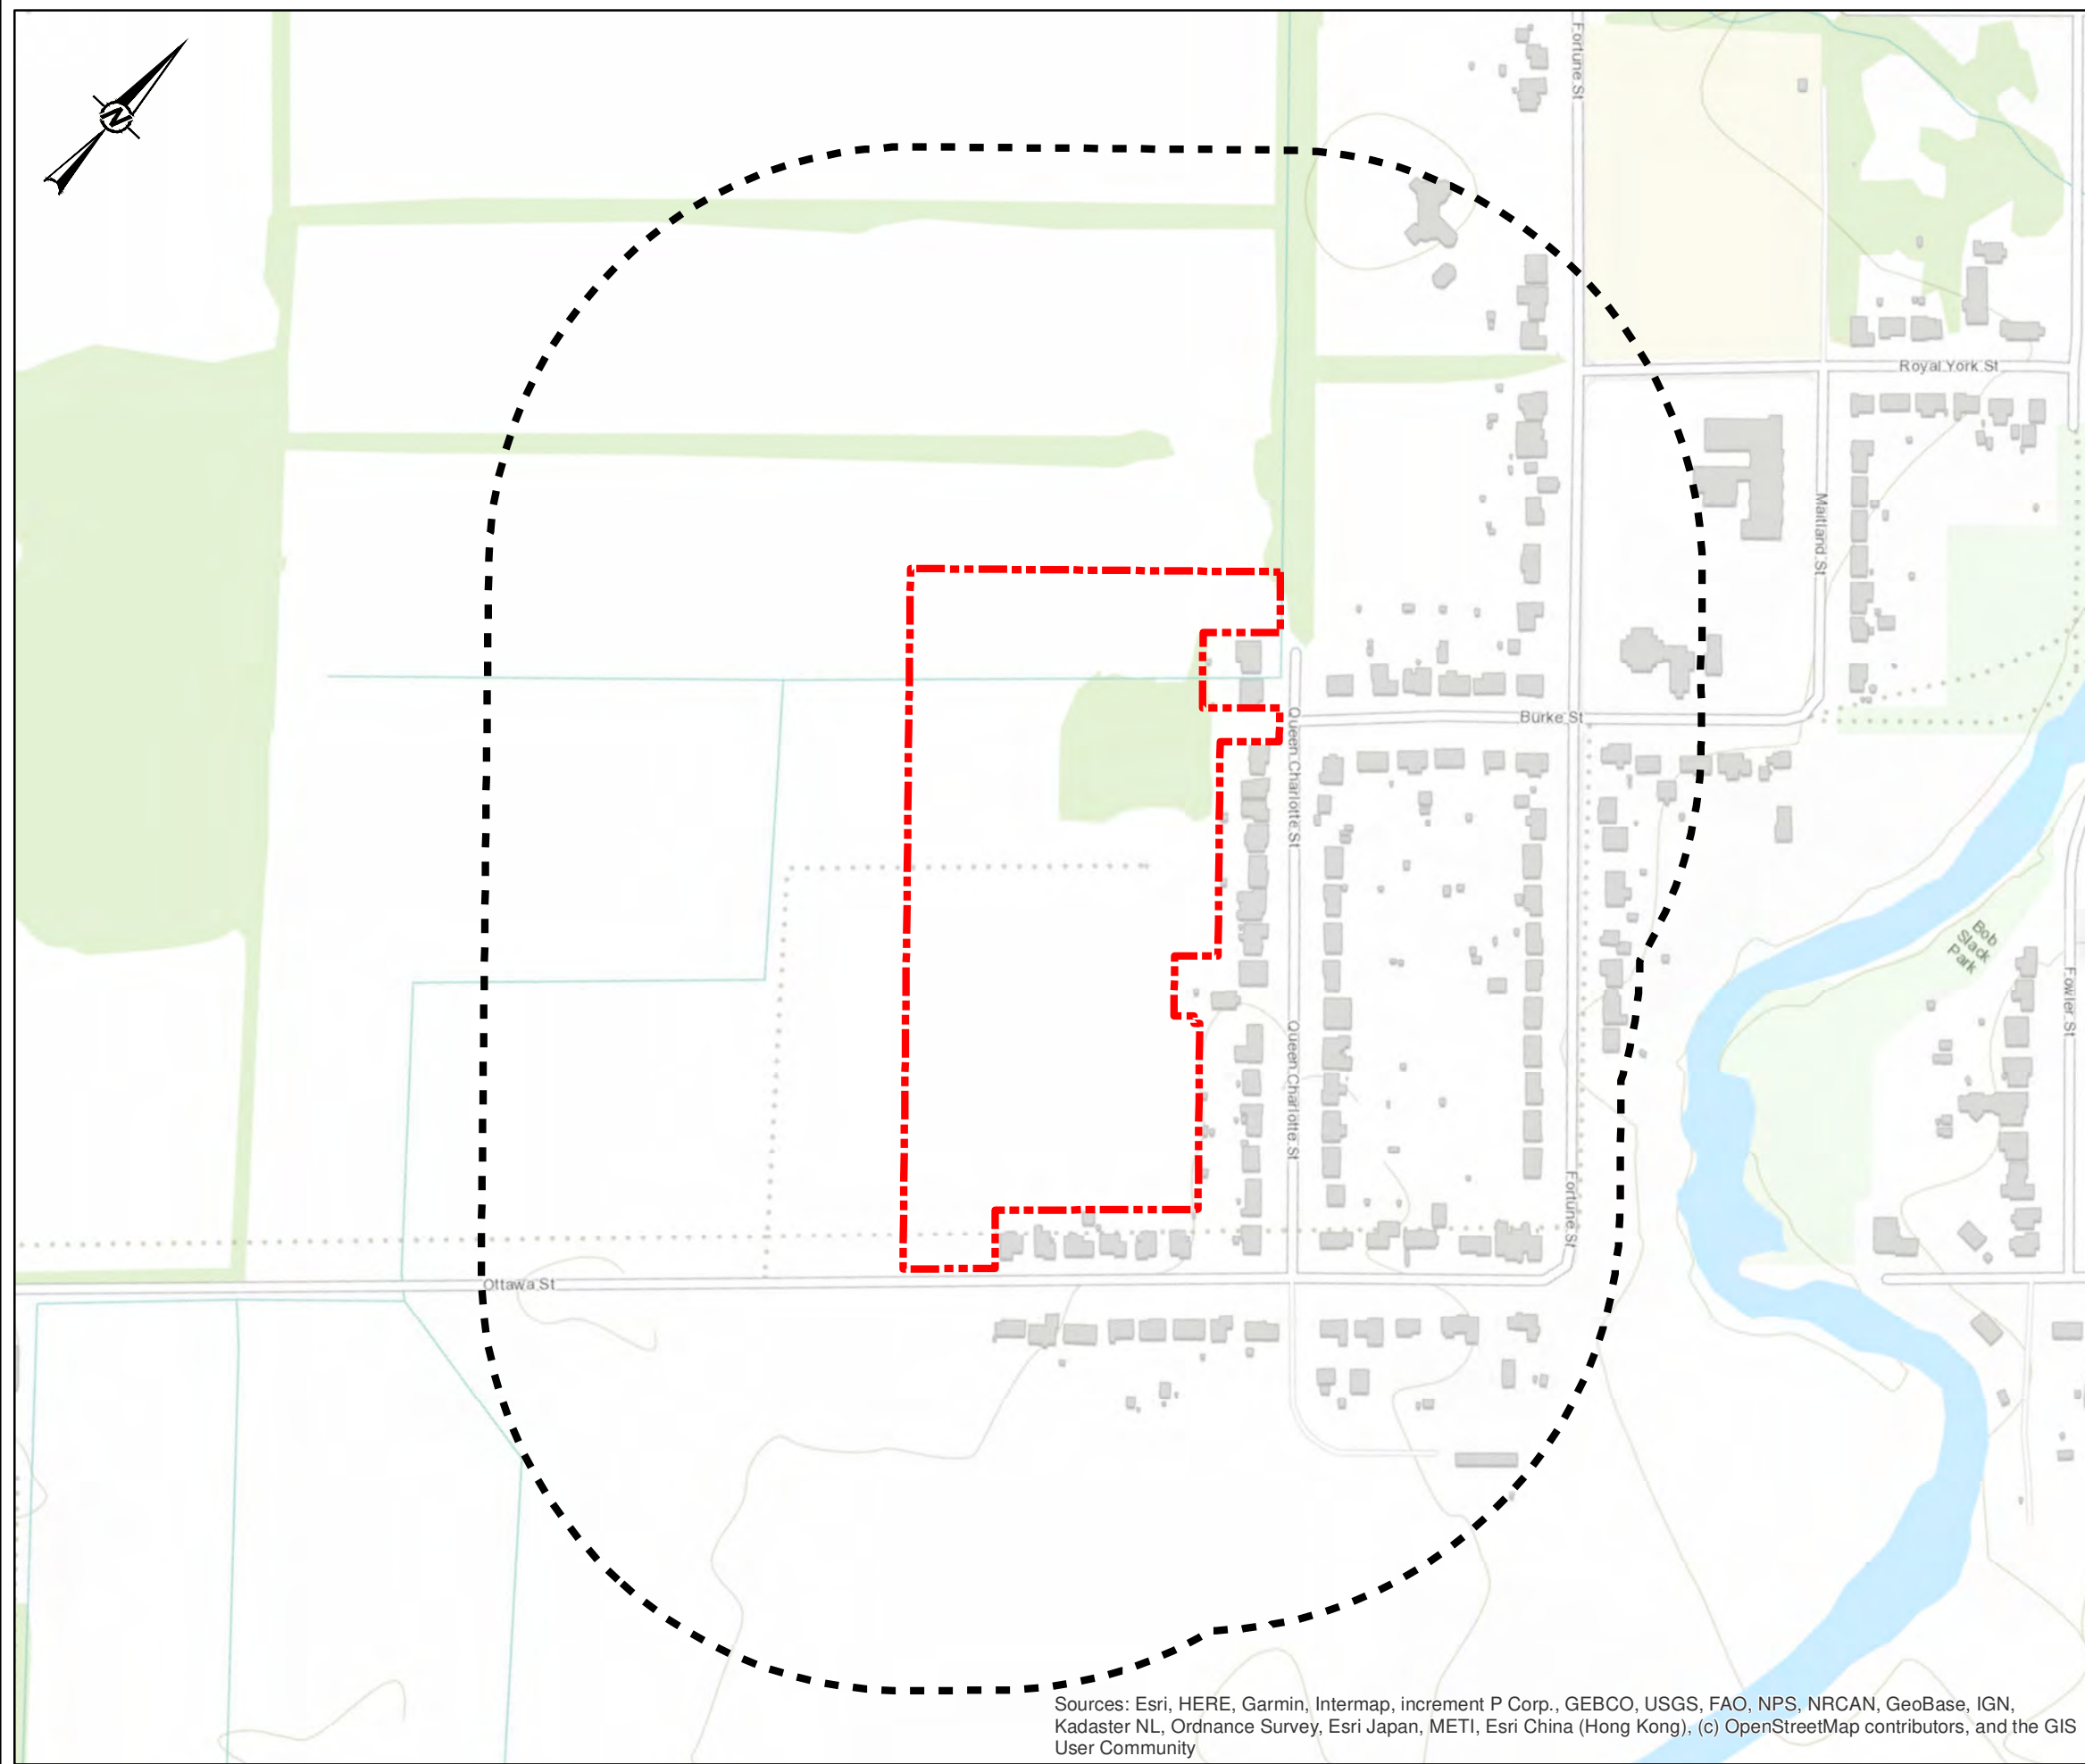 N
Fortune St
Royal York St
Maitland St
Burke St
Queen Charlotte St
Bob
Slack
Park
Fowler St
Queen Charlotte St
Fortune St
Ottawa St
Sources: Esri, HERE, Garmin, Intermap, increment P Corp., GEBCO, USGS, FAO, NPS, NRCAN, GeoBase, IGN,
Kadaster NL, Ordnance Survey, Esri Japan, METI, Esri China (Hong Kong), (c) OpenStreetMap contributors, and the GIS
User Community